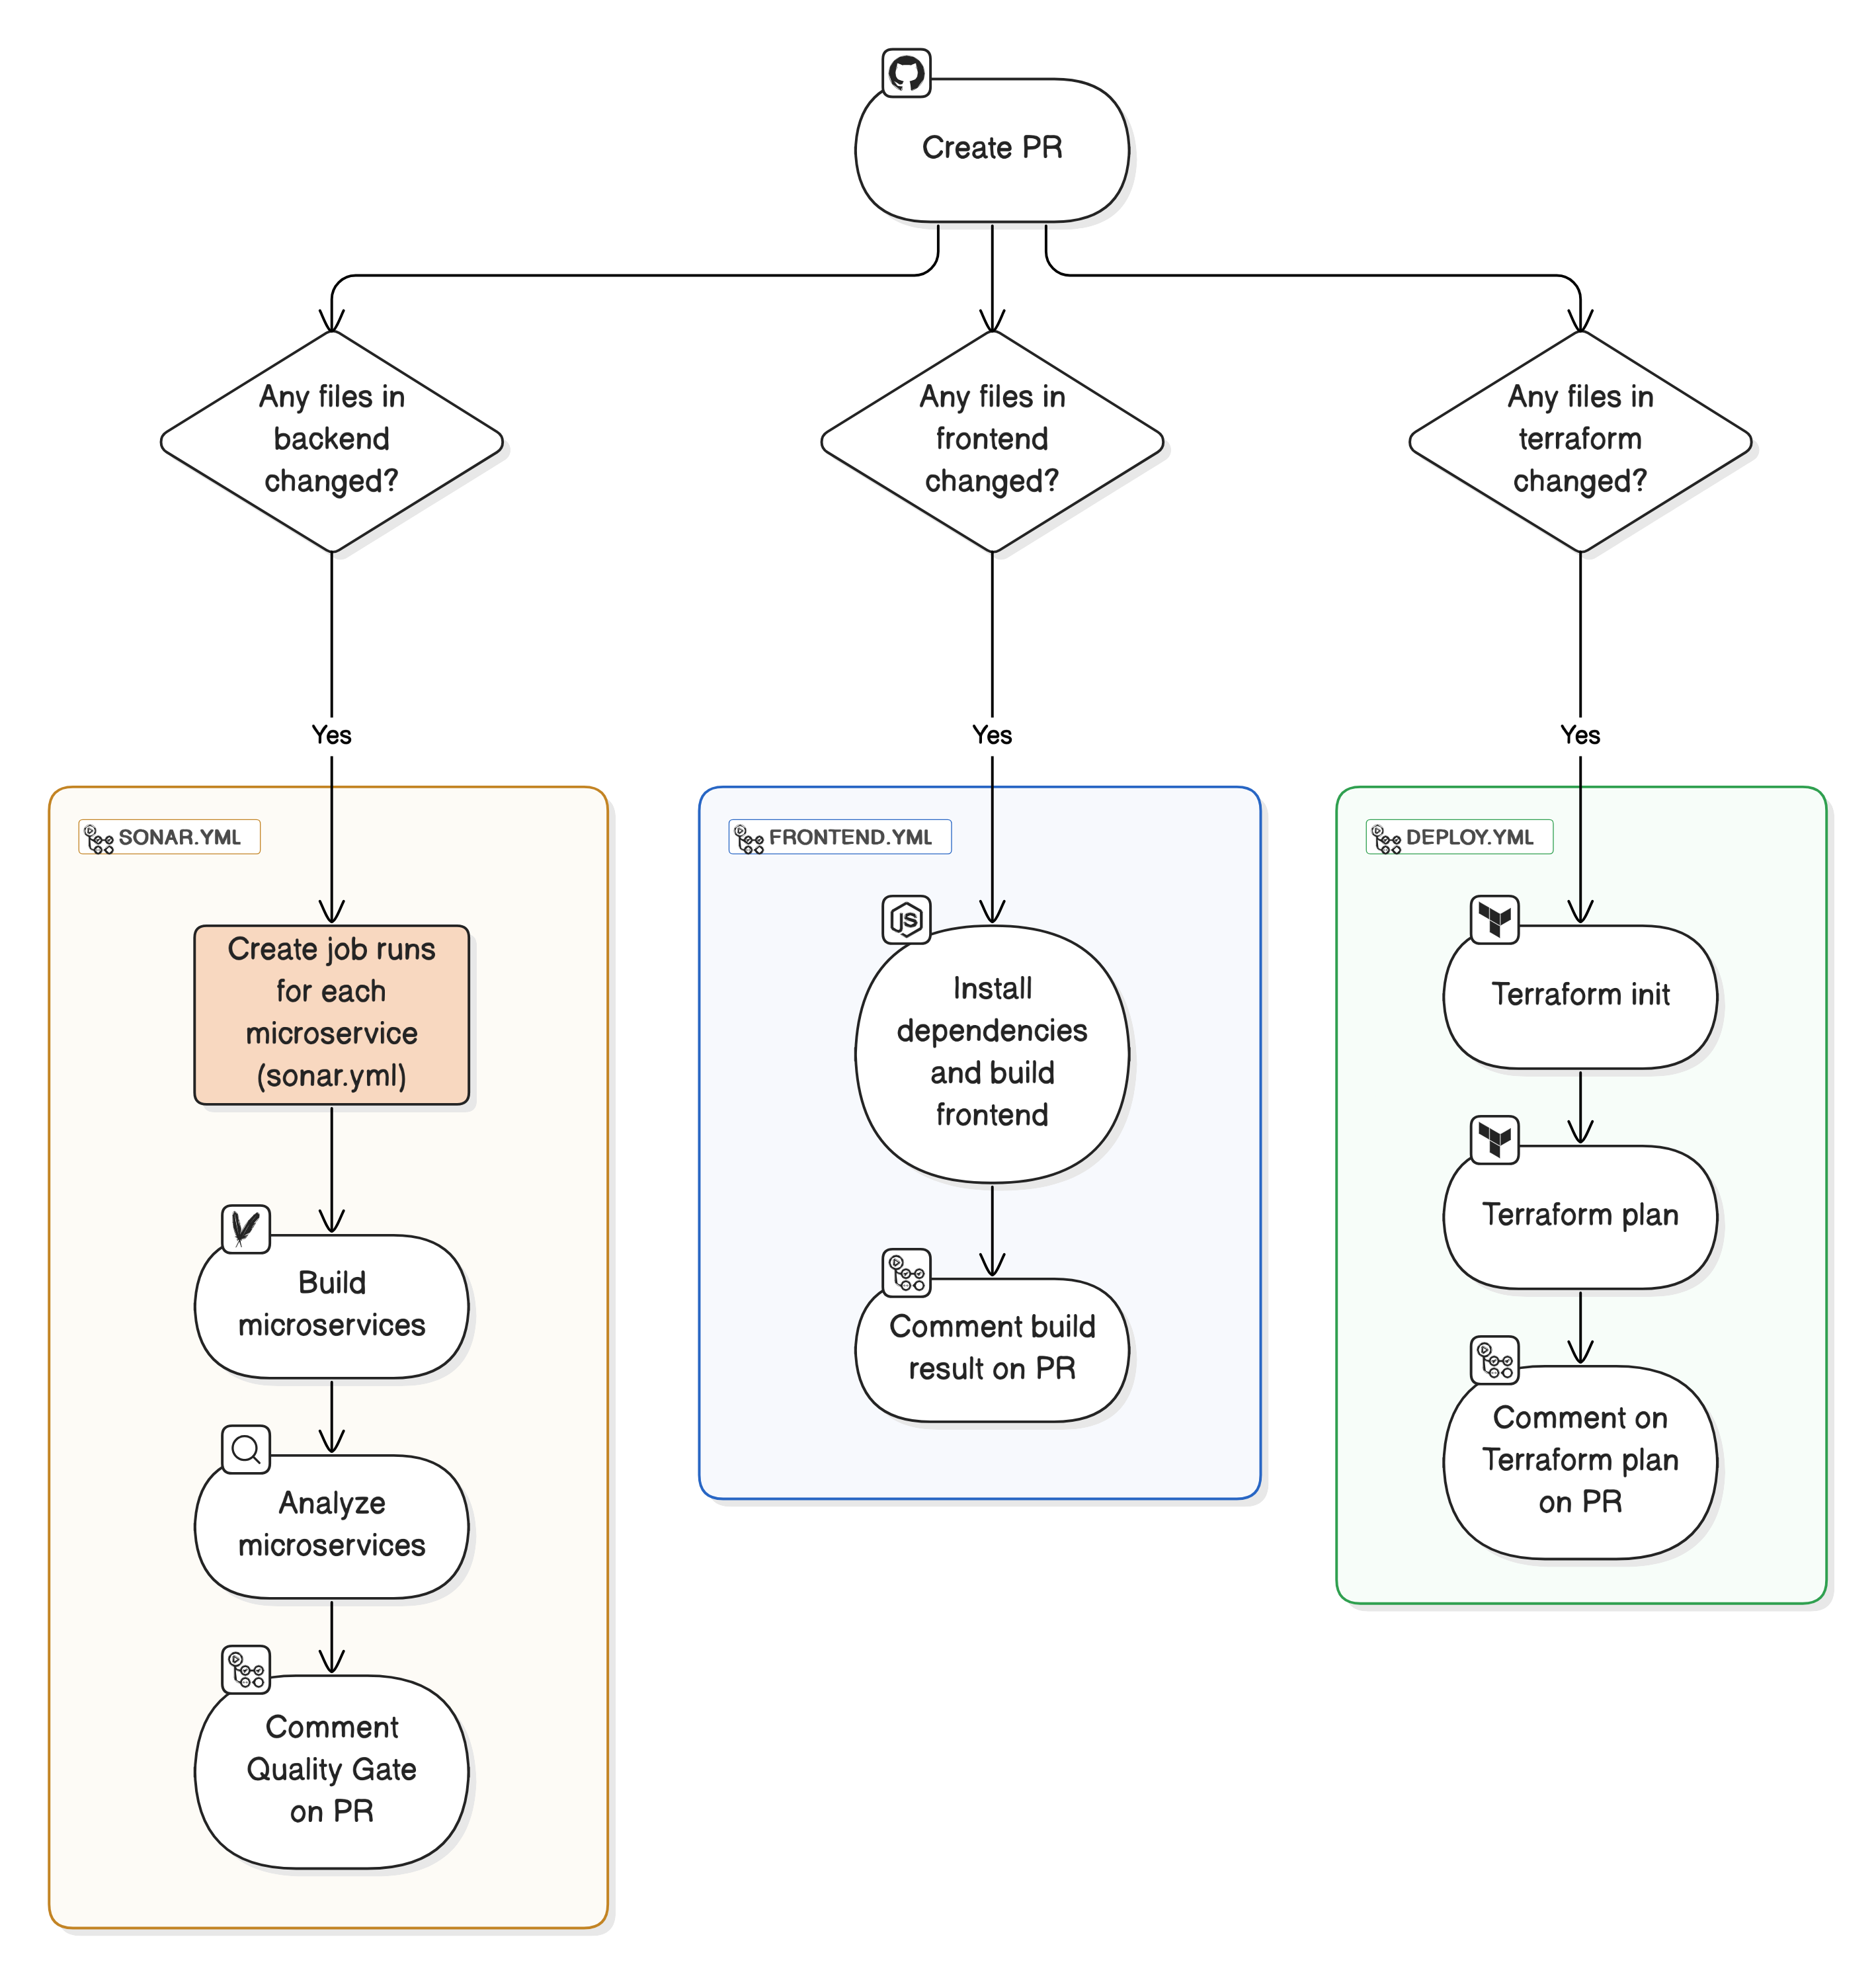 Create PR
Any files in
backend
changed?
Any files in
frontend
changed?
Any files in
terraform
changed?
Yes
Yes
Yes
SONAR.YML
Create job runs
for each
microservice
(sonar.yml)
Build
microservices
Analyze
microservices
Comment
Quality Gate
on PR
FRONTEND.YML
JS
Install
dependencies
and build
frontend
Comment build
result on PR
DEPLOY.YML
Terraform init
Terraform plan
Comment on
Terraform plan
on PR